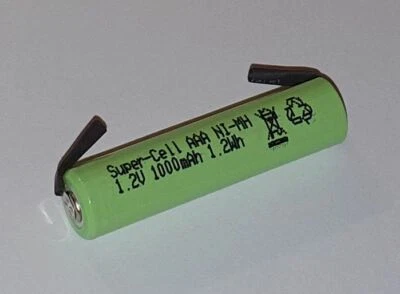 Super-Cell AAA NI-MH
1.2V 1000mAh 1.2Wh